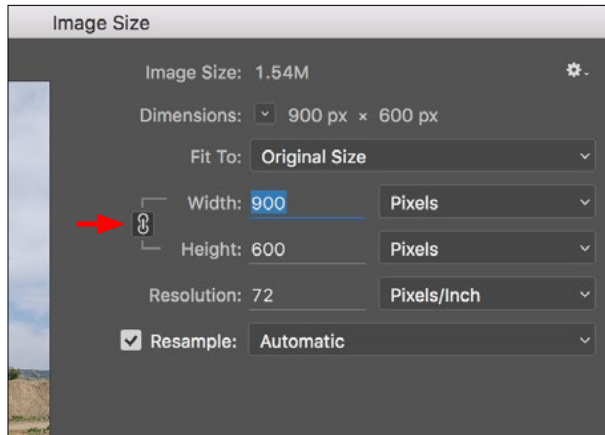 Image Size
Image Size: 1.54M
Dimensions: 900 px × 600 px
Fit To: Original Size
Width: 900 Pixels
Height: 600 Pixels
Resolution: 72 Pixels/Inch
Resample: Automatic